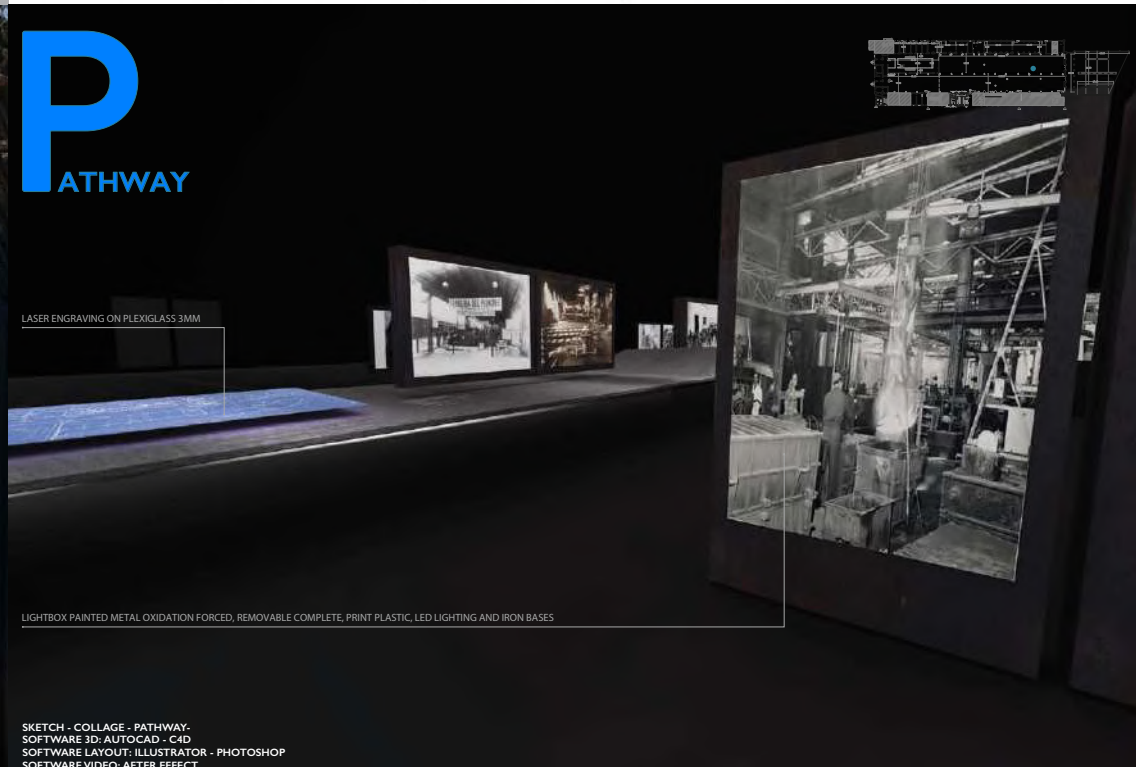 PATHWAY
LASER ENGRAVING ON PLEXIGLASS 3MM
LIGHTBOX PAINTED METAL OXIDATION FORCED, REMOVABLE COMPLETE, PRINT PLASTIC, LED LIGHTING AND IRON BASES
SKETCH - COLLAGE - PATHWAY-
SOFTWARE 3D: AUTOCAD - C4D
SOFTWARE LAYOUT: ILLUSTRATOR - PHOTOSHOP
SOFTWARE VIDEO: AFTER EFFECT